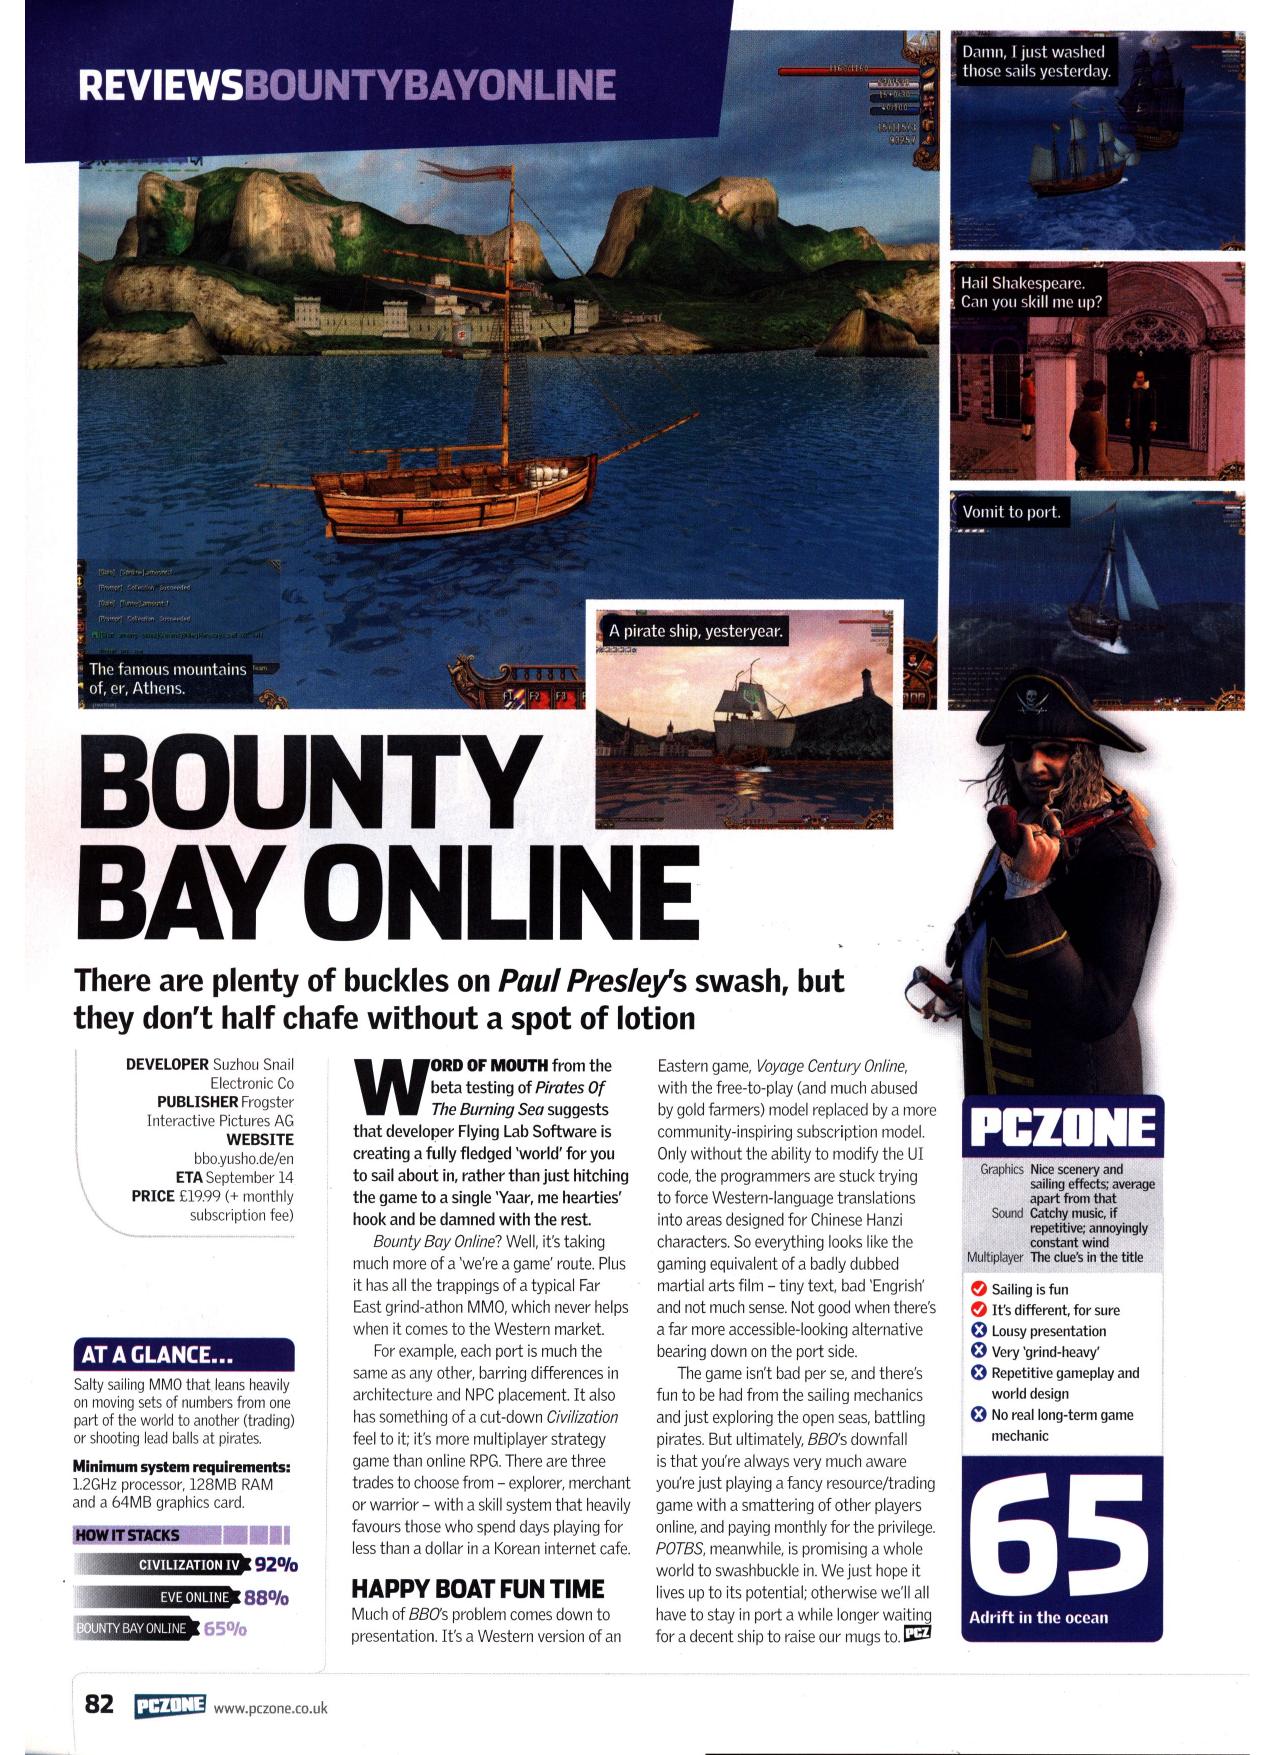 REVIEWSBOUNTYBAYONLINE
Damn, I just washed
those sails yesterday.
Hail Shakespeare.
Can you skill me up?
Vomit to port.
The famous mountains
of, er, Athens.
A pirate ship, yesteryear.
BOUNTY
BAY ONLINE
There are plenty of buckles on Paul Presley's swash, but
they don't half chafe without a spot of lotion
DEVELOPER Suzhou Snail
Electronic Co
PUBLISHER Frogster
Interactive Pictures AG
WEBSITE
bbo.yusho.de/en
ETA September 14
PRICE £19.99 (+ monthly
subscription fee)
AT A GLANCE...
Salty sailing MMO that leans heavily
on moving sets of numbers from one
part of the world to another (trading)
or shooting lead balls at pirates.
Minimum system requirements:
1.2GHz processor, 128MB RAM
and a 64MB graphics card.
HOW IT STACKS
CIVILIZATION IV 92%
EVE ONLINE 88%
BOUNTY BAY ONLINE 65%
WORD OF MOUTH from the
beta testing of Pirates Of
The Burning Sea suggests
that developer Flying Lab Software is
creating a fully fledged 'world' for you
to sail about in, rather than just hitching
the game to a single 'Yaar, me hearties'
hook and be damned with the rest.
Bounty Bay Online? Well, it's taking
much more of a 'we're a game' route. Plus
it has all the trappings of a typical Far
East grind-athon MMO, which never helps
when it comes to the Western market.
For example, each port is much the
same as any other, barring differences in
architecture and NPC placement. It also
has something of a cut-down Civilization
feel to it; it's more multiplayer strategy
game than online RPG. There are three
trades to choose from – explorer, merchant
or warrior – with a skill system that heavily
favours those who spend days playing for
less than a dollar in a Korean internet cafe.
HAPPY BOAT FUN TIME
Much of BBO's problem comes down to
presentation. It's a Western version of an
Eastern game, Voyage Century Online,
with the free-to-play (and much abused
by gold farmers) model replaced by a more
community-inspiring subscription model.
Only without the ability to modify the UI
code, the programmers are stuck trying
to force Western-language translations
into areas designed for Chinese Hanzi
characters. So everything looks like the
gaming equivalent of a badly dubbed
martial arts film – tiny text, bad 'Engrish'
and not much sense. Not good when there's
a far more accessible-looking alternative
bearing down on the port side.
The game isn't bad per se, and there's
fun to be had from the sailing mechanics
and just exploring the open seas, battling
pirates. But ultimately, BBO's downfall
is that you're always very much aware
you're just playing a fancy resource/trading
game with a smattering of other players
online, and paying monthly for the privilege.
POTBS, meanwhile, is promising a whole
world to swashbuckle in. We just hope it
lives up to its potential; otherwise we'll all
have to stay in port a while longer waiting
for a decent ship to raise our mugs to. PCZ
PCZONE
Graphics Nice scenery and
sailing effects; average
apart from that
Sound Catchy music, if
repetitive; annoyingly
constant wind
Multiplayer The clue's in the title
Sailing is fun
It's different, for sure
Lousy presentation
Very 'grind-heavy'
Repetitive gameplay and
world design
No real long-term game
mechanic
65
Adrift in the ocean
82 PCZONE www.pczone.co.uk